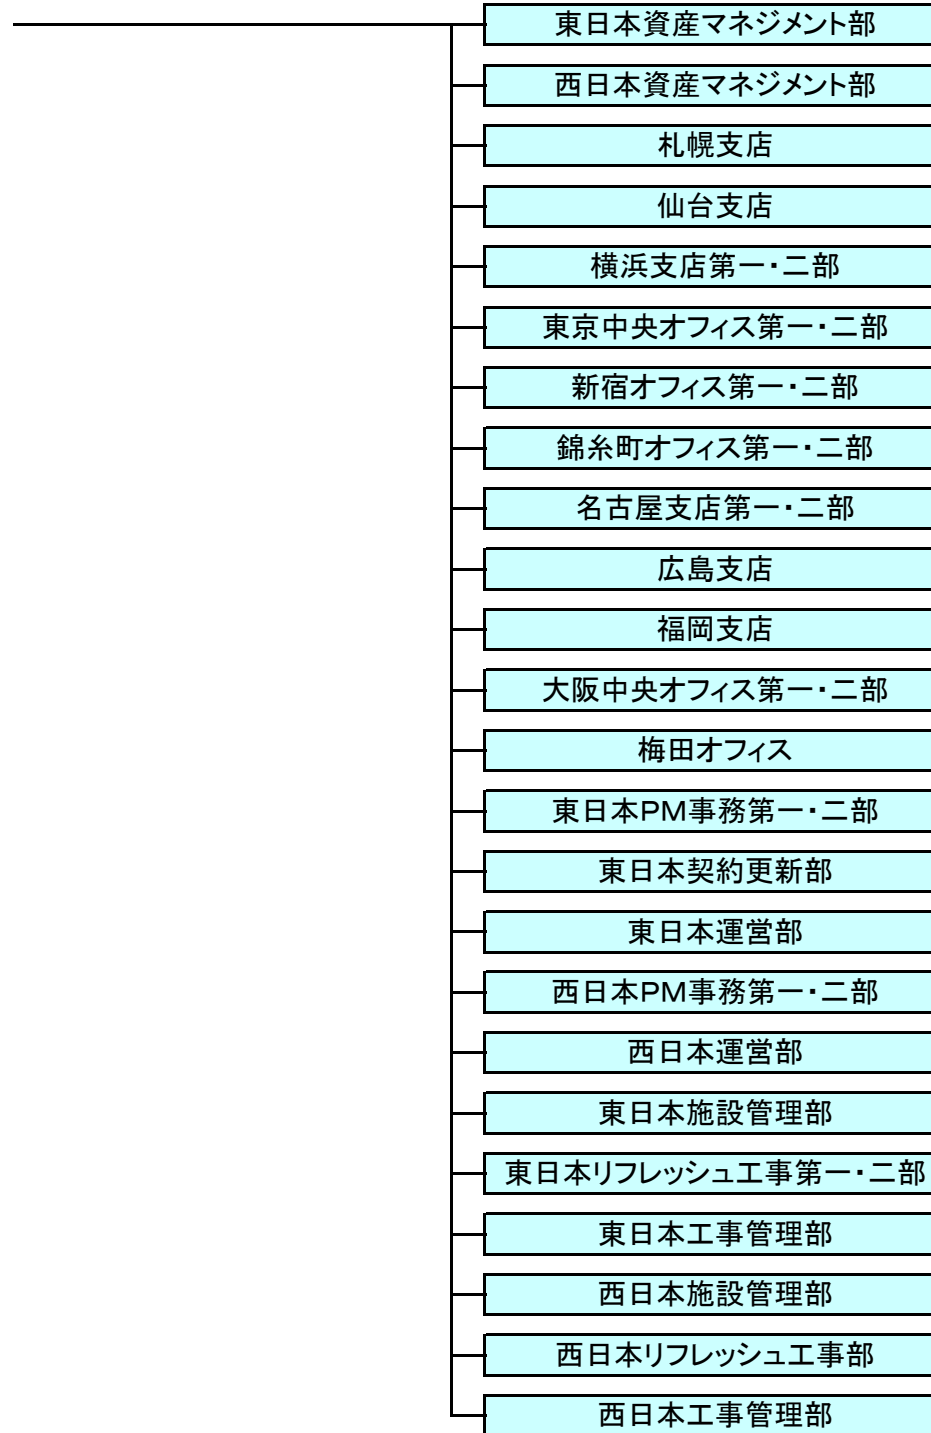 東日本資産マネジメント部
西日本資産マネジメント部
札幌支店
仙台支店
横浜支店第一・二部
東京中央オフィス第一・二部
新宿オフィス第一・二部
錦糸町オフィス第一・二部
名古屋支店第一・二部
広島支店
福岡支店
大阪中央オフィス第一・二部
梅田オフィス
東日本PM事務第一・二部
東日本契約更新部
東日本運営部
西日本PM事務第一・二部
西日本運営部
東日本施設管理部
東日本リフレッシュ工事第一・二部
東日本工事管理部
西日本施設管理部
西日本リフレッシュ工事部
西日本工事管理部